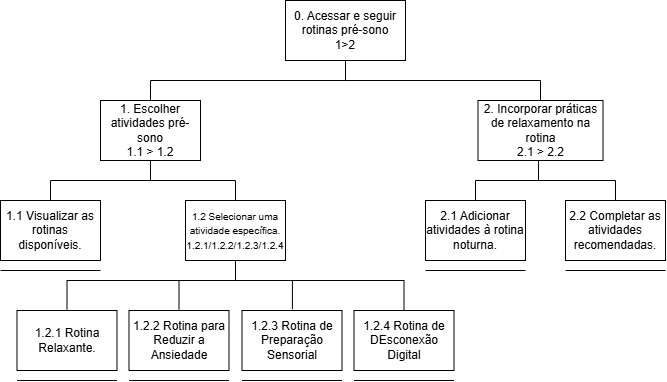 0. Acessar e seguir
rotinas pré-sono
1>2
1. Escolher
atividades pré-
sono
1.1 > 1.2
2. Incorporar práticas
de relaxamento na
rotina
2.1 > 2.2
1.1 Visualizar as
rotinas
disponíveis.
1.2 Selecionar uma
atividade específica.
1.2.1/1.2.2/1.2.3/1.2.4
2.1 Adicionar
atividades à rotina
noturna.
2.2 Completar as
atividades
recomendadas.
1.2.1 Rotina
Relaxante.
1.2.2 Rotina para
Reduzir a
Ansiedade
1.2.3 Rotina de
Preparação
Sensorial
1.2.4 Rotina de
DEsconexão
Digital